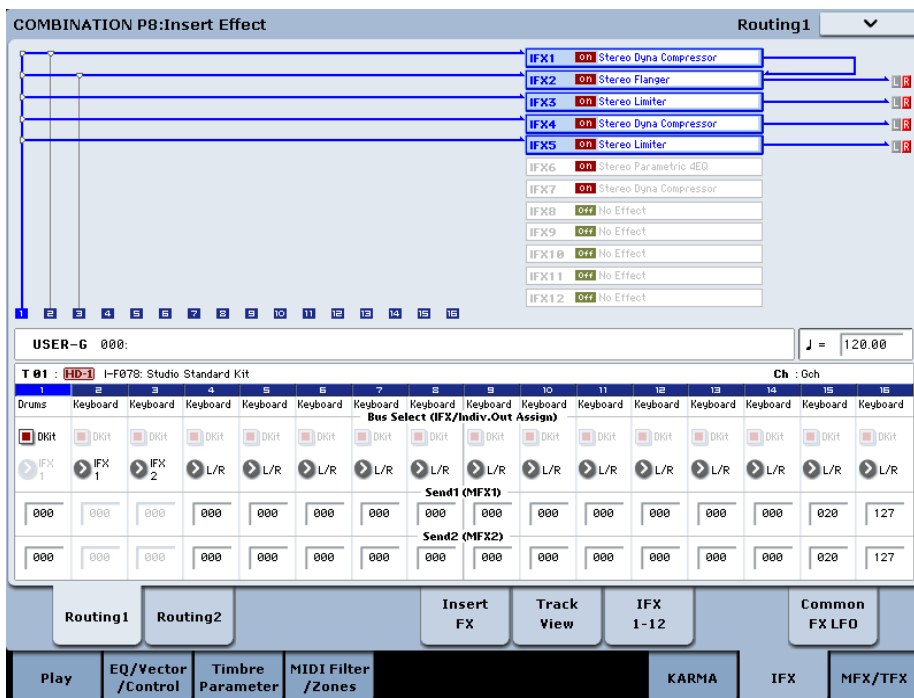 COMBINATION P8:Insert Effect Routing1
IFX1 on Stereo Dyna Compressor
IFX2 on Stereo Flanger L R
IFX3 on Stereo Limiter L R
IFX4 on Stereo Dyna Compressor L R
IFX5 on Stereo Limiter L R
IFX6 on Stereo Parametric 4EQ
IFX7 on Stereo Dyna Compressor
IFX8 Off No Effect
IFX9 Off No Effect
IFX10 Off No Effect
IFX11 Off No Effect
IFX12 Off No Effect
1 2 3 4 5 6 7 8 9 10 11 12 13 14 15 16
USER-G 000: ♩ = 120.00
T 01 : HD-1 I-F078: Studio Standard Kit Ch : Gch
1 2 3 4 5 6 7 8 9 10 11 12 13 14 15 16
Drums Keyboard Keyboard Keyboard Keyboard Keyboard Keyboard Keyboard Keyboard Keyboard Keyboard Keyboard Keyboard Keyboard Keyboard Keyboard
Bus Select (IFX/Indiv.Out Assign)
DKit DKit DKit DKit DKit DKit DKit DKit DKit DKit DKit DKit DKit DKit DKit DKit
IFX 1 IFX 1 IFX 2 L/R L/R L/R L/R L/R L/R L/R L/R L/R L/R L/R L/R L/R
Send1 (MFX1)
000 000 000 000 000 000 000 000 000 000 000 000 000 000 020 127
Send2 (MFX2)
000 000 000 000 000 000 000 000 000 000 000 000 000 000 020 127
Routing1 Routing2 Insert FX Track View IFX 1-12 Common FX LFO
Play EQ/Vector /Control Timbre Parameter MIDI Filter /Zones KARMA IFX MFX/TFX